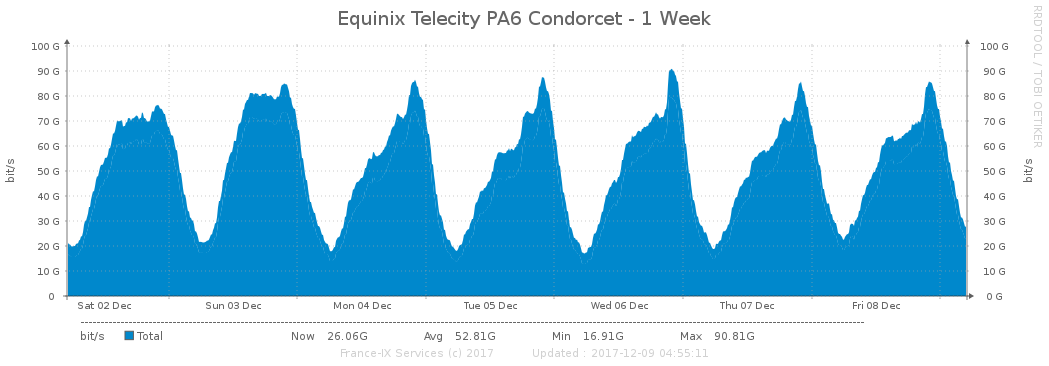 Equinix Telecity PA6 Condorcet - 1 Week
RRDTOOL / TOBI OETIKER
100 G 100 G
90 G 90 G
80 G 80 G
70 G 70 G
60 G 60 G
50 G 50 G
40 G 40 G
30 G 30 G
20 G 20 G
10 G 10 G
0 0 G
bit/s bit/s
Sat 02 Dec Sun 03 Dec Mon 04 Dec Tue 05 Dec Wed 06 Dec Thu 07 Dec Fri 08 Dec
bit/s Total Now 26.06G Avg 52.81G Min 16.91G Max 90.81G
France-IX Services (c) 2017 Updated : 2017-12-09 04:55:11